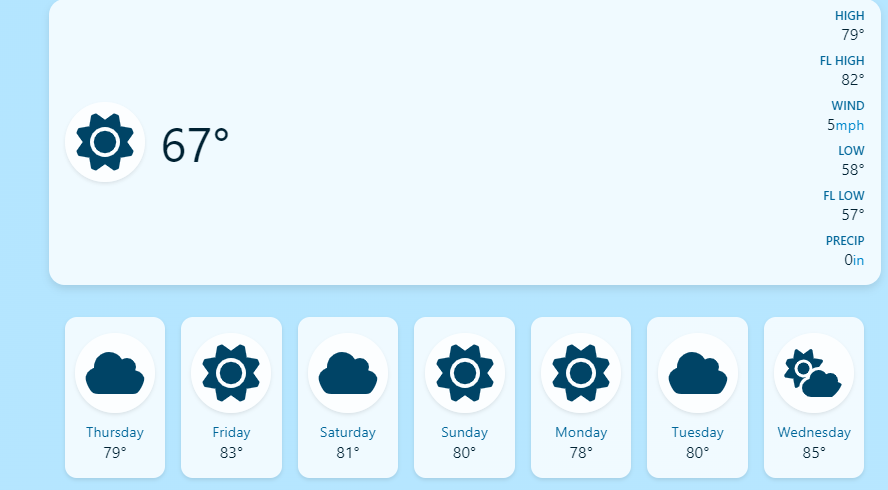 67°
HIGH
79°
FL HIGH
82°
WIND
5mph
LOW
58°
FL LOW
57°
PRECIP
0in
Thursday
79°
Friday
83°
Saturday
81°
Sunday
80°
Monday
78°
Tuesday
80°
Wednesday
85°